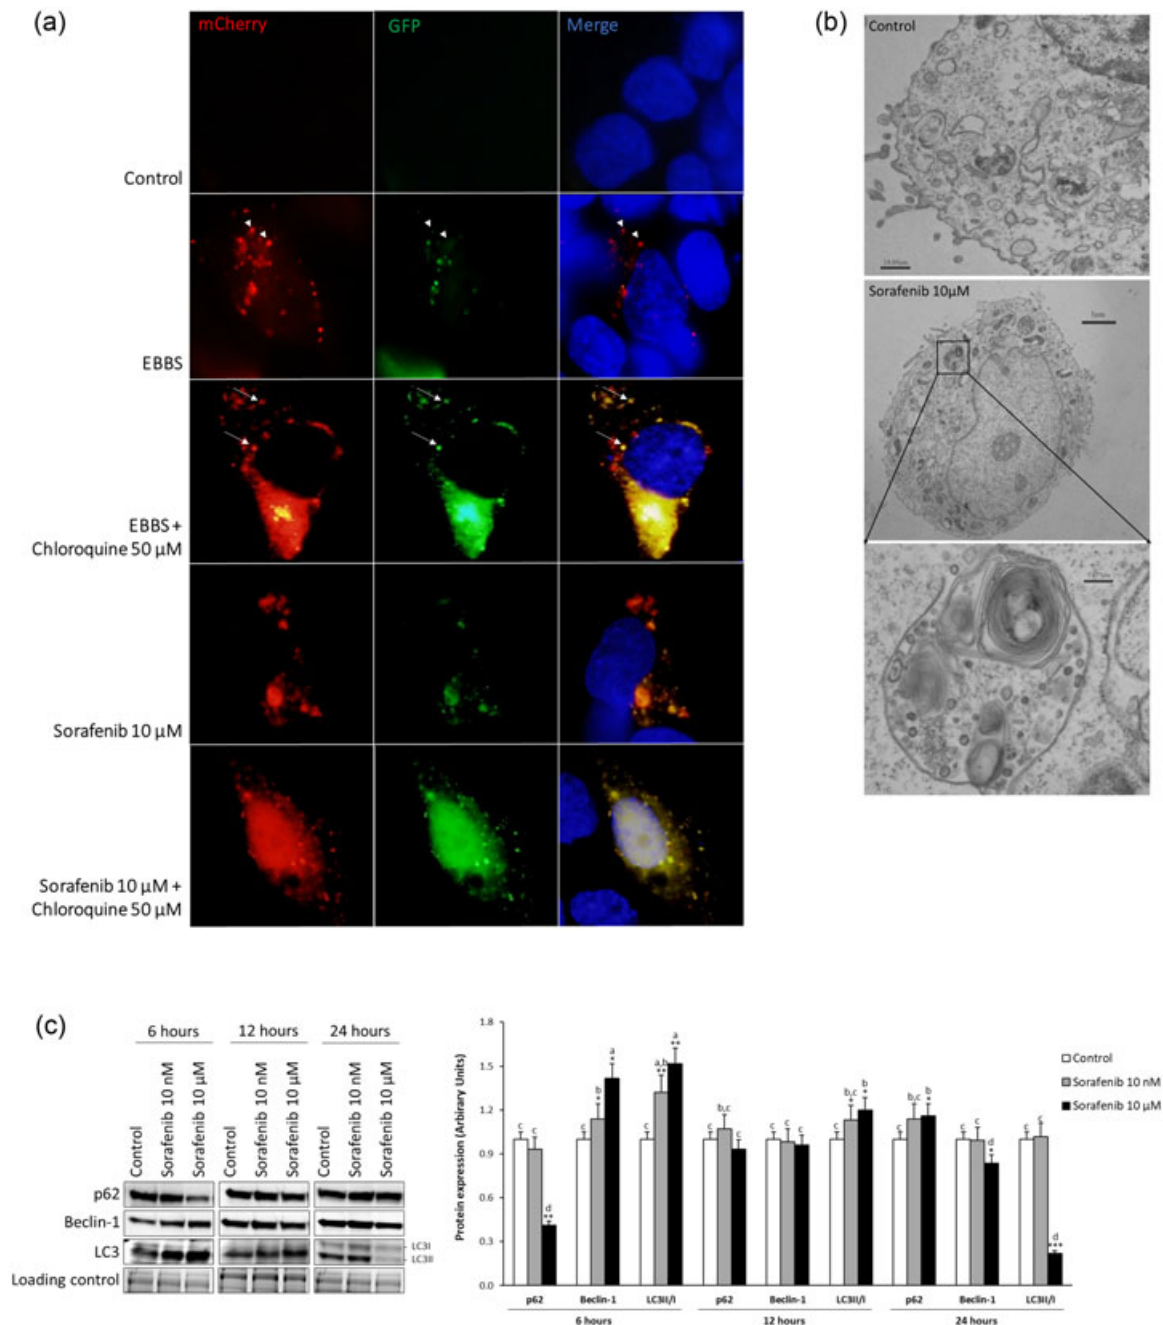 (a)
mCherry
GFP
Merge
Control
EBBS
EBBS +
Chloroquine 50 µM
Sorafenib 10 µM
Sorafenib 10 µM +
Chloroquine 50 µM
(b)
Control
Sorafenib 10µM
(c)
6 hours
12 hours
24 hours
Control
Sorafenib 10 nM
Sorafenib 10 µM
Control
Sorafenib 10 nM
Sorafenib 10 µM
Control
Sorafenib 10 nM
Sorafenib 10 µM
p62
Beclin-1
LC3
LC3I
LC3II
Loading control
Protein expression (Arbirary Units)
1.8
1.5
1.2
0.9
0.6
0.3
0.0
c c d ** c b * a * c a,b ** a **
c b,c c c c c c b,c * b *
c b,c b * c c d * c c d ***
Control
Sorafenib 10 nM
Sorafenib 10 µM
p62 Beclin-1 LC3II/I p62 Beclin-1 LC3II/I p62 Beclin-1 LC3II/I
6 hours 12 hours 24 hours